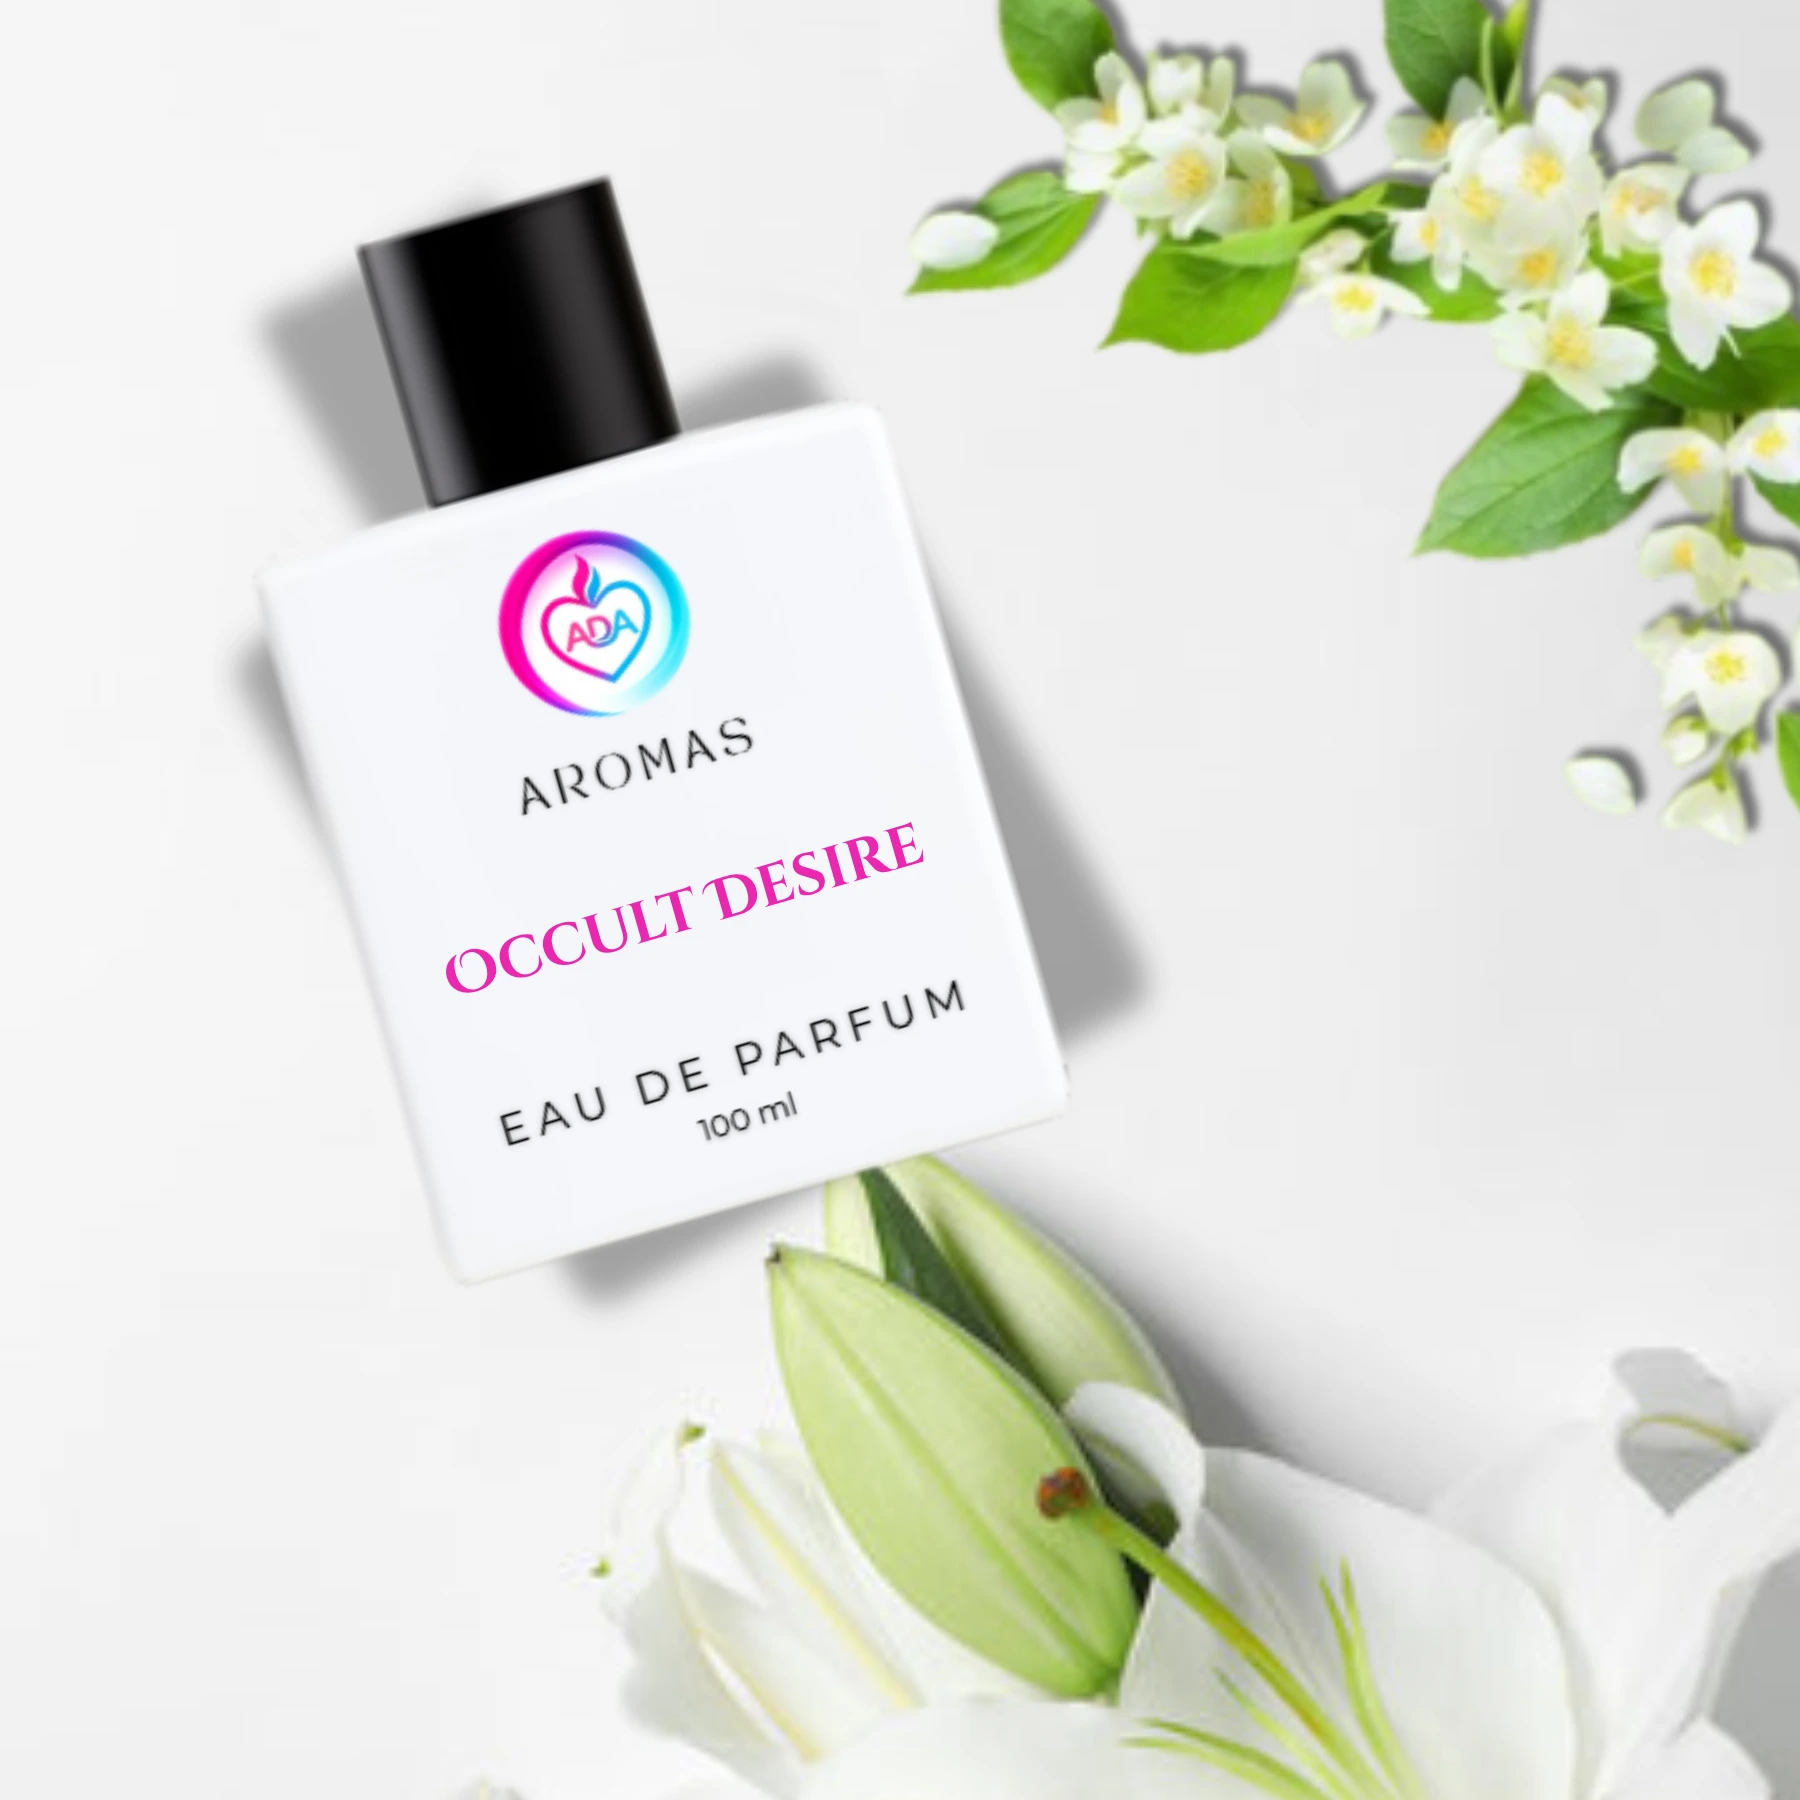 ADA
AROMAS
OCCULT DESIRE
EAU DE PARFUM
100 ml